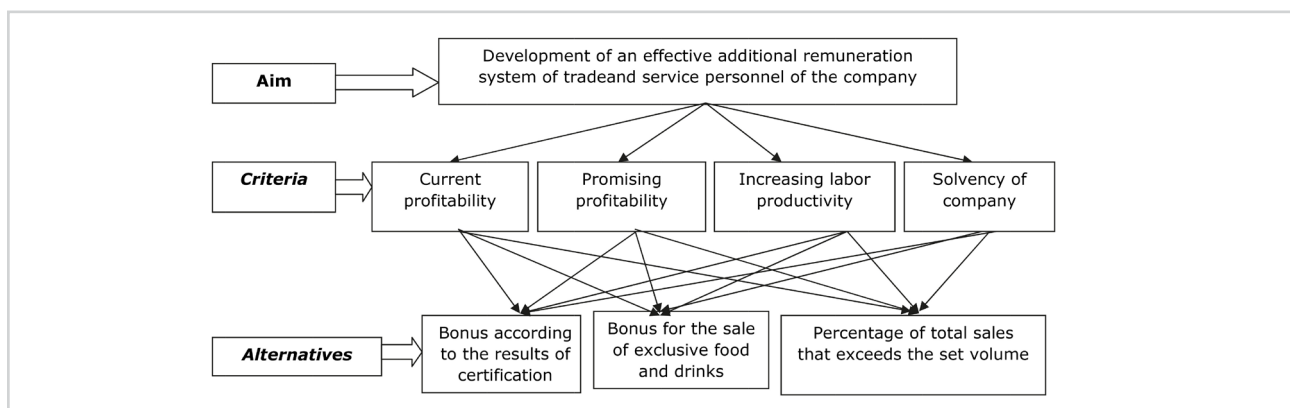 Aim
Development of an effective additional remuneration
system of tradeand service personnel of the company
Criteria
Current
profitability
Promising
profitability
Increasing labor
productivity
Solvency of
company
Alternatives
Bonus according
to the results of
certification
Bonus for the sale
of exclusive food
and drinks
Percentage of total sales
that exceeds the set volume